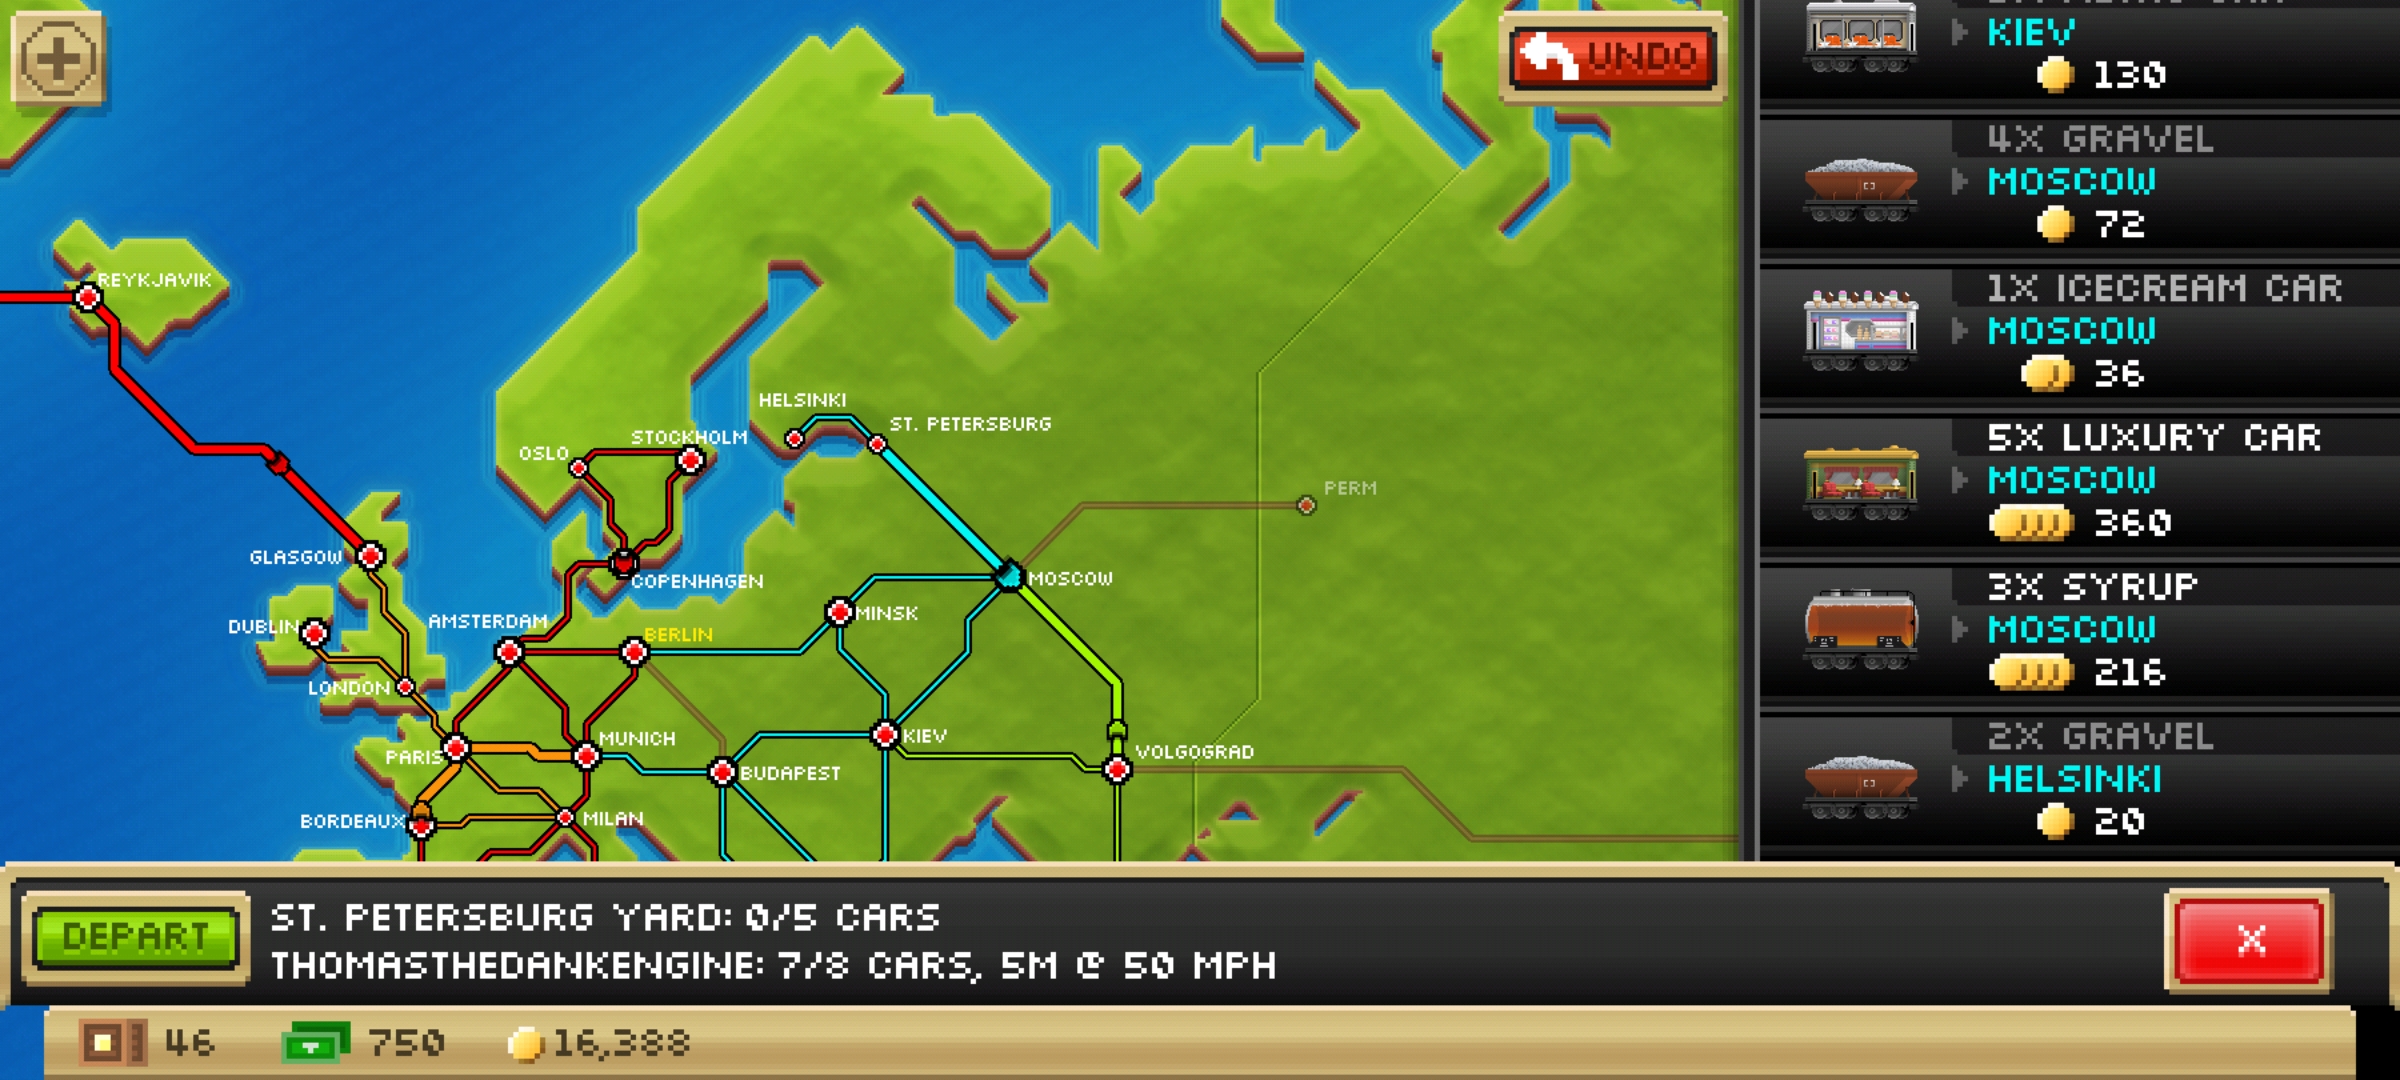 UNDO
REYKJAVIK
HELSINKI
ST. PETERSBURG
STOCKHOLM
OSLO
PERM
GLASGOW
COPENHAGEN
MOSCOW
DUBLIN
AMSTERDAM
BERLIN
MINSK
LONDON
PARIS
MUNICH
KIEV
BUDAPEST
VOLGOGRAD
BORDEAUX
MILAN
KIEV
130
4X GRAVEL
MOSCOW
72
1X ICECREAM CAR
MOSCOW
36
5X LUXURY CAR
MOSCOW
360
3X SYRUP
MOSCOW
216
2X GRAVEL
HELSINKI
20
DEPART
ST. PETERSBURG YARD: 0/5 CARS
THOMASTHEDANKENGINE: 7/8 CARS, 5M @ 50 MPH
X
46
750
16,388